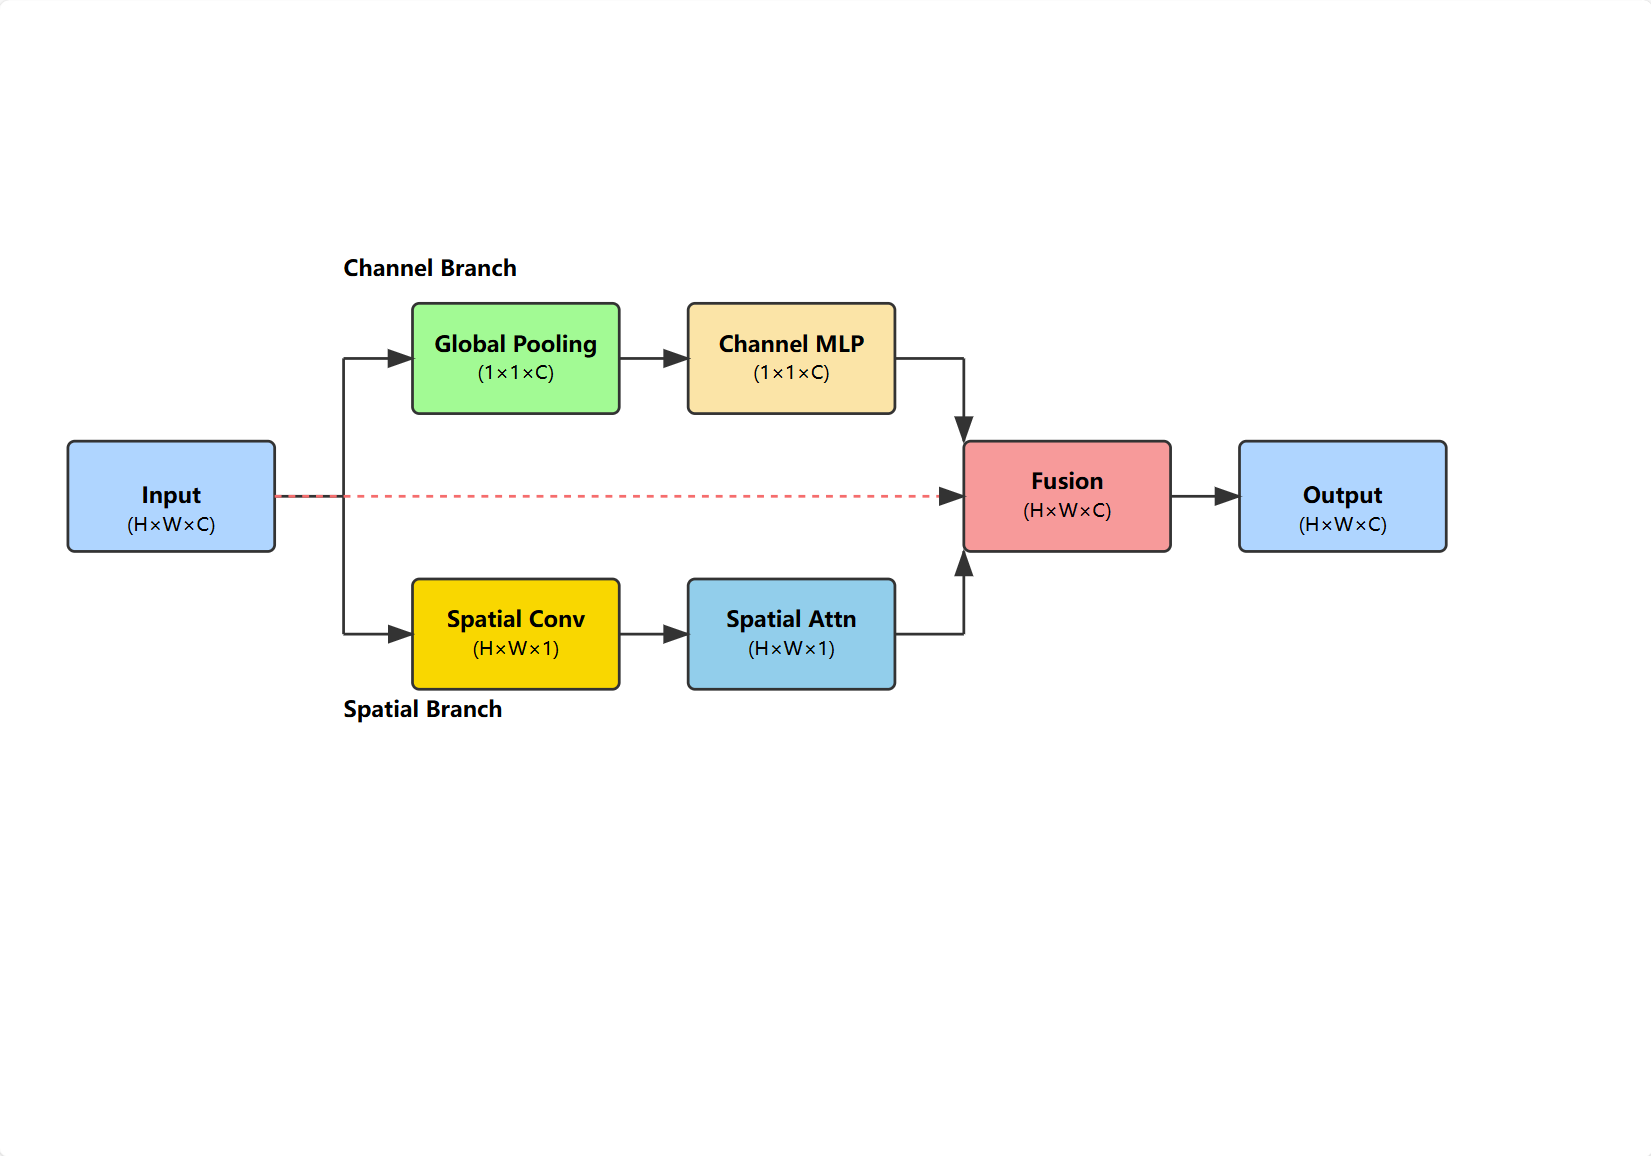 Channel Branch
Global Pooling
(1×1×C)
Channel MLP
(1×1×C)
Input
(H×W×C)
Fusion
(H×W×C)
Output
(H×W×C)
Spatial Conv
(H×W×1)
Spatial Attn
(H×W×1)
Spatial Branch